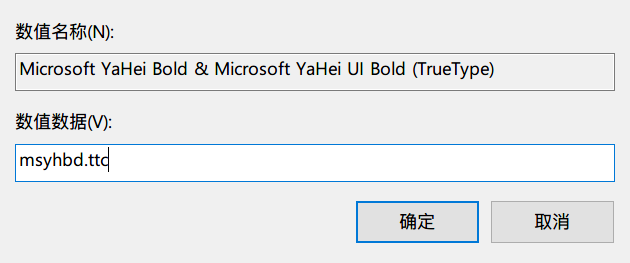 数值名称(N):
Microsoft YaHei Bold & Microsoft YaHei UI Bold (TrueType)
数值数据(V):
msyhbd.ttc
确定
取消